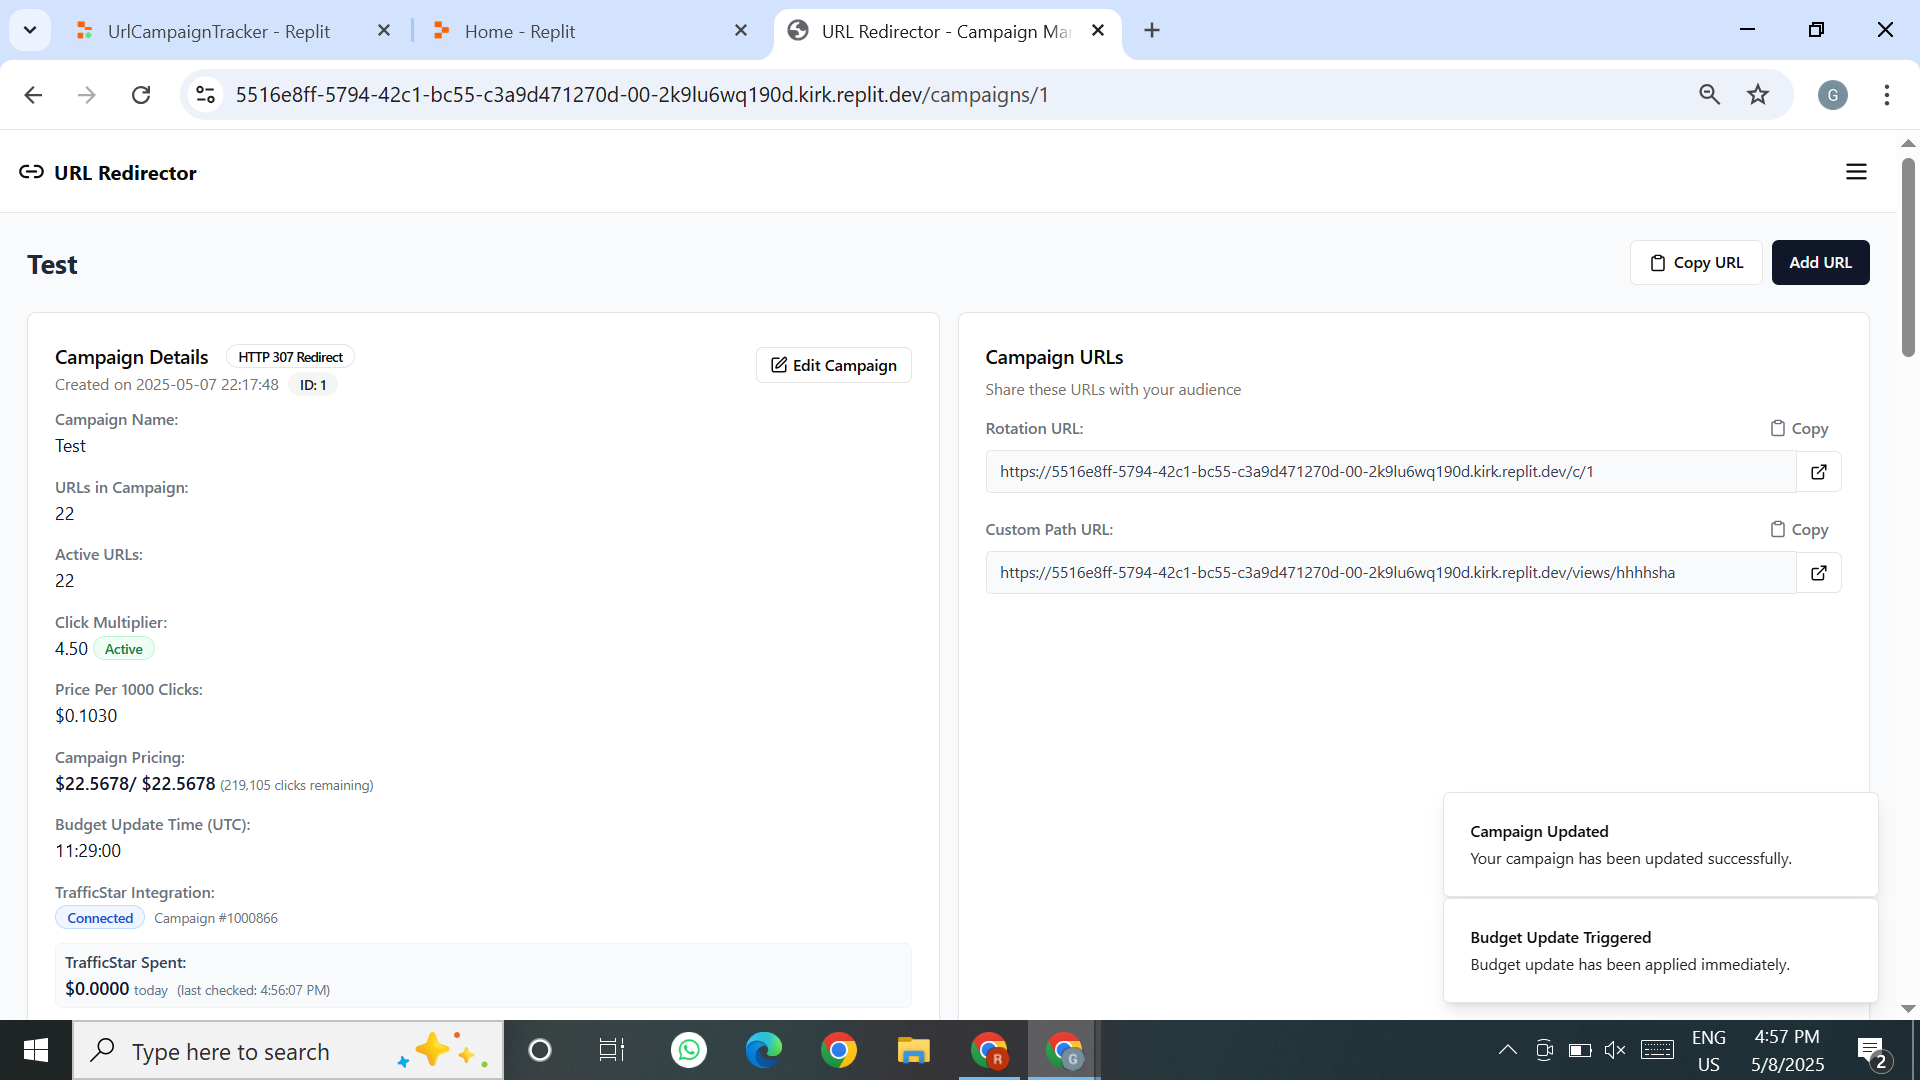 UrlCampaignTracker - Replit
Home - Replit
URL Redirector - Campaign Ma
5516e8ff-5794-42c1-bc55-c3a9d471270d-00-2k9lu6wq190d.kirk.replit.dev/campaigns/1
G
URL Redirector
Test
Copy URL
Add URL
Campaign Details
HTTP 307 Redirect
Created on 2025-05-07 22:17:48
ID: 1
Edit Campaign
Campaign Name:
Test
URLs in Campaign:
22
Active URLs:
22
Click Multiplier:
4.50 Active
Price Per 1000 Clicks:
$0.1030
Campaign Pricing:
$22.5678/ $22.5678 (219,105 clicks remaining)
Budget Update Time (UTC):
11:29:00
TrafficStar Integration:
Connected Campaign #1000866
TrafficStar Spent:
$0.0000 today (last checked: 4:56:07 PM)
Campaign URLs
Share these URLs with your audience
Rotation URL:
Copy
https://5516e8ff-5794-42c1-bc55-c3a9d471270d-00-2k9lu6wq190d.kirk.replit.dev/c/1
Custom Path URL:
Copy
https://5516e8ff-5794-42c1-bc55-c3a9d471270d-00-2k9lu6wq190d.kirk.replit.dev/views/hhhhsha
Campaign Updated
Your campaign has been updated successfully.
Budget Update Triggered
Budget update has been applied immediately.
Type here to search
R
G
ENG
US
4:57 PM
5/8/2025
2